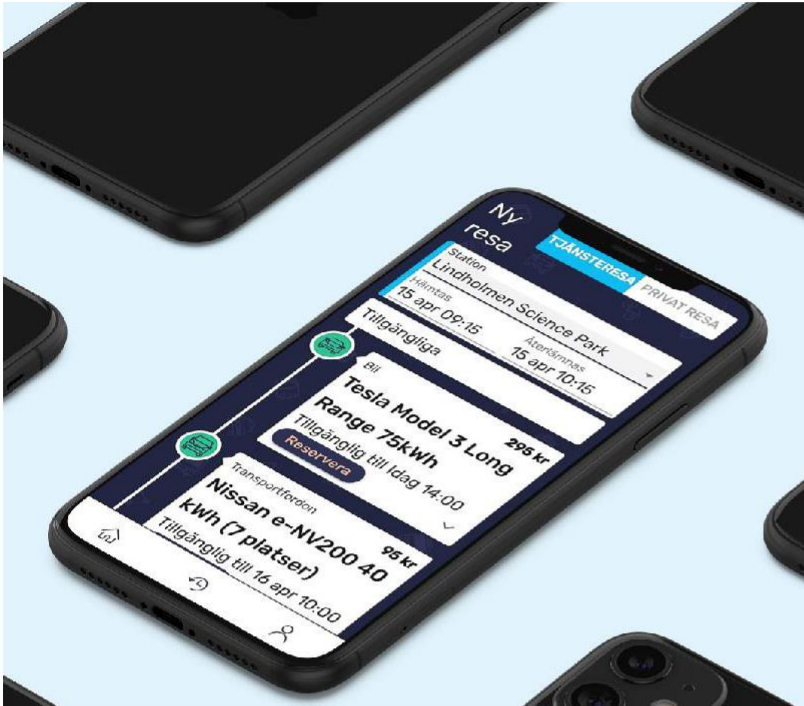 Ny
resa
TJÄNSTERESA
PRIVAT RESA
Station
Lindholmen Science Park
Hämtas
Återlämnas
15 apr 09:15
15 apr 10:15
Tillgängliga
Bil
Tesla Model 3 Long
Range 75kWh
295 kr
Tillgänglig till Idag 14:00
Reservera
Transportfordon
Nissan e-NV200 40
kWh (7 platser)
95 kr
Tillgänglig till 16 apr 10:00